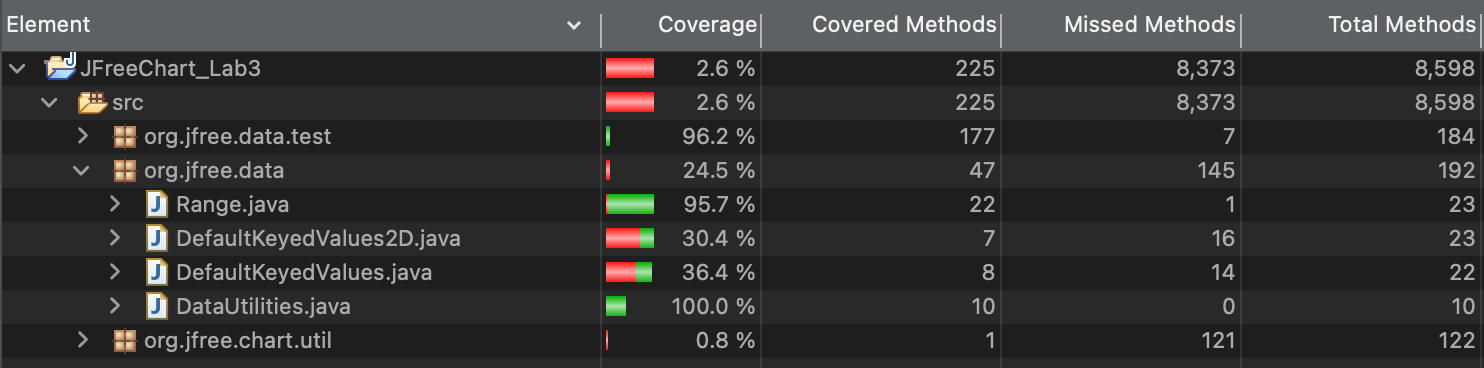 Element Coverage Covered Methods Missed Methods Total Methods
JFreeChart_Lab3 2.6 % 225 8,373 8,598
src 2.6 % 225 8,373 8,598
org.jfree.data.test 96.2 % 177 7 184
org.jfree.data 24.5 % 47 145 192
J Range.java 95.7 % 22 1 23
J DefaultKeyedValues2D.java 30.4 % 7 16 23
J DefaultKeyedValues.java 36.4 % 8 14 22
J DataUtilities.java 100.0 % 10 0 10
org.jfree.chart.util 0.8 % 1 121 122